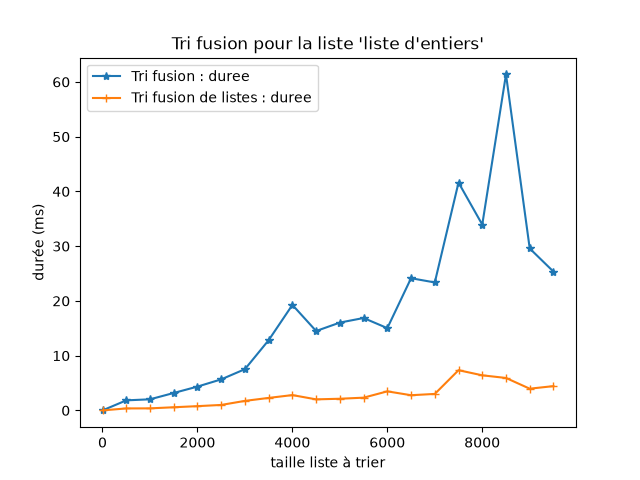 Tri fusion pour la liste 'liste d'entiers'
Tri fusion : duree
Tri fusion de listes : duree
60
50
40
30
20
10
0
durée (ms)
0 2000 4000 6000 8000
taille liste à trier